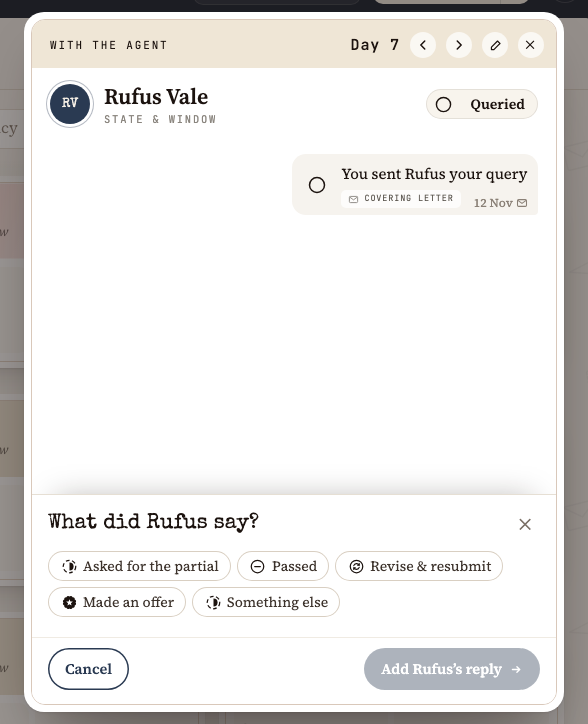 WITH THE AGENT
Day 7
RV
Rufus Vale
STATE & WINDOW
Queried
You sent Rufus your query
COVERING LETTER
12 Nov
What did Rufus say?
Asked for the partial
Passed
Revise & resubmit
Made an offer
Something else
Cancel
Add Rufus's reply →